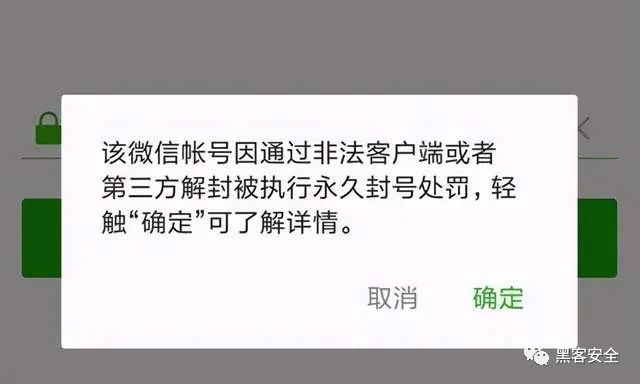 该微信帐号因通过非法客户端或者
第三方解封被执行永久封号处罚，轻
触“确定”可了解详情。
取消
确定
黑客安全